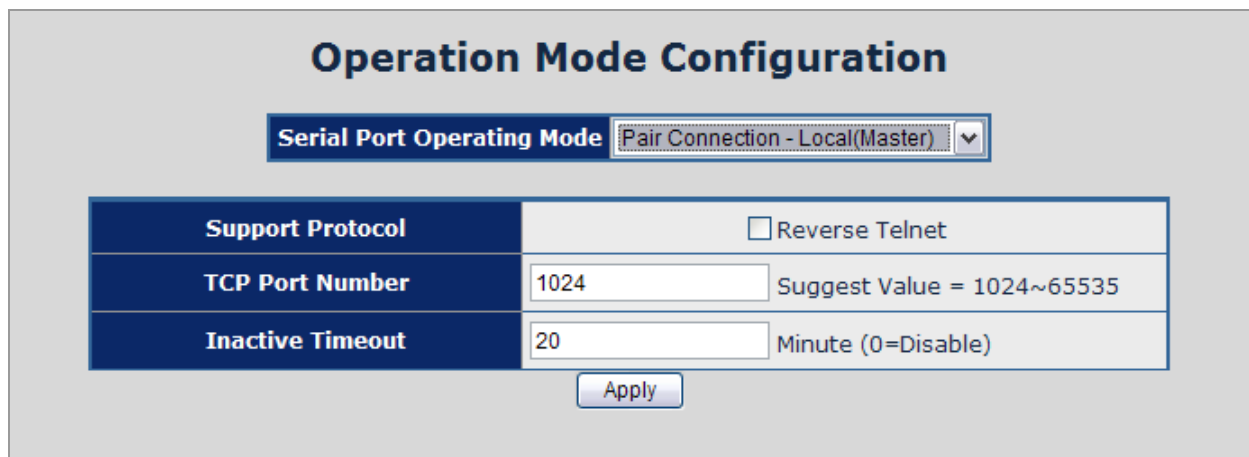 Operation Mode Configuration
Serial Port Operating Mode Pair Connection - Local(Master)
Support Protocol Reverse Telnet
TCP Port Number 1024 Suggest Value = 1024~65535
Inactive Timeout 20 Minute (0=Disable)
Apply